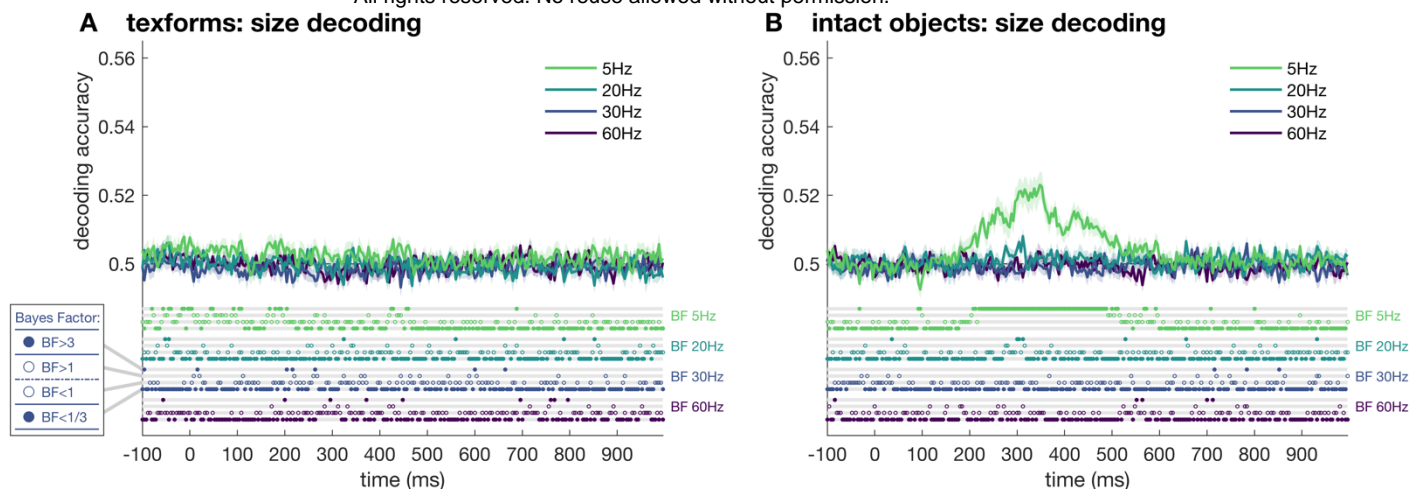 All rights reserved. No reuse allowed without permission.
A texforms: size decoding
decoding accuracy
0.56
0.54
0.52
0.5
5Hz
20Hz
30Hz
60Hz
Bayes Factor:
BF>3
BF>1
BF<1
BF<1/3
BF 5Hz
BF 20Hz
BF 30Hz
BF 60Hz
-100 0 100 200 300 400 500 600 700 800 900
time (ms)
B intact objects: size decoding
decoding accuracy
0.56
0.54
0.52
0.5
5Hz
20Hz
30Hz
60Hz
BF 5Hz
BF 20Hz
BF 30Hz
BF 60Hz
-100 0 100 200 300 400 500 600 700 800 900
time (ms)